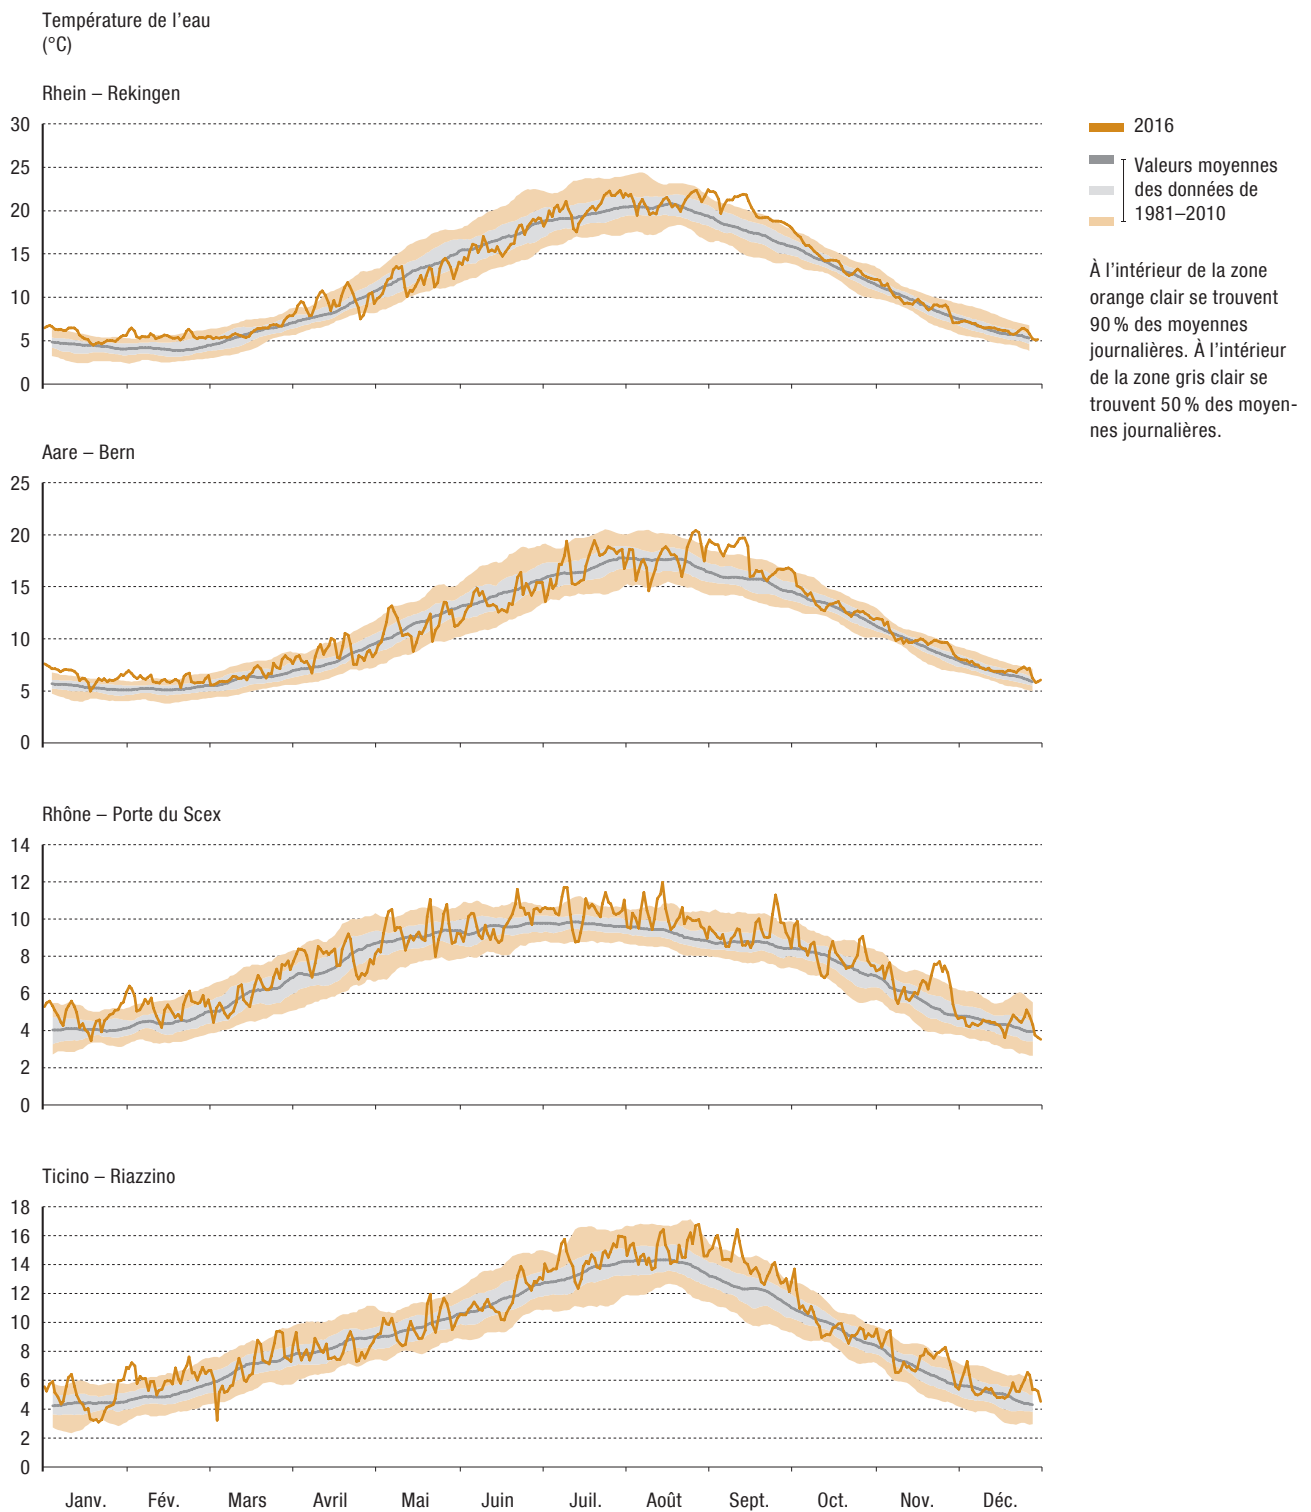 Température de l'eau
(°C)
Rhein – Rekingen
30
25
20
15
10
5
0
2016
Valeurs moyennes
des données de
1981–2010
À l'intérieur de la zone
orange clair se trouvent
90 % des moyennes
journalières. À l'intérieur
de la zone gris clair se
trouvent 50 % des moyen-
nes journalières.
Aare – Bern
25
20
15
10
5
0
Rhône – Porte du Scex
14
12
10
8
6
4
2
0
Ticino – Riazzino
18
16
14
12
10
8
6
4
2
0
Janv. Fév. Mars Avril Mai Juin Juil. Août Sept. Oct. Nov. Déc.